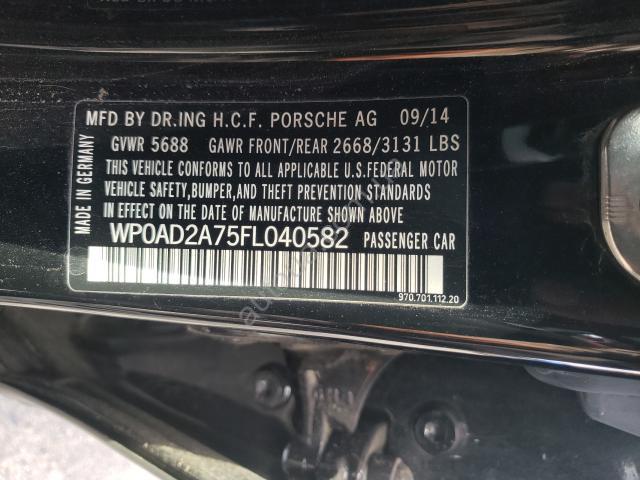 MFD BY DR.ING H.C.F. PORSCHE AG 09/14
GVWR 5688 GAWR FRONT/REAR 2668/3131 LBS
THIS VEHICLE CONFORMS TO ALL APPLICABLE U.S.FEDERAL MOTOR
VEHICLE SAFETY,BUMPER,AND THEFT PREVENTION STANDARDS
IN EFFECT ON THE DATE OF MANUFACTURE SHOWN ABOVE.
WP0AD2A75FL040582 PASSENGER CAR
970.701.112.20
MADE IN GERMANY